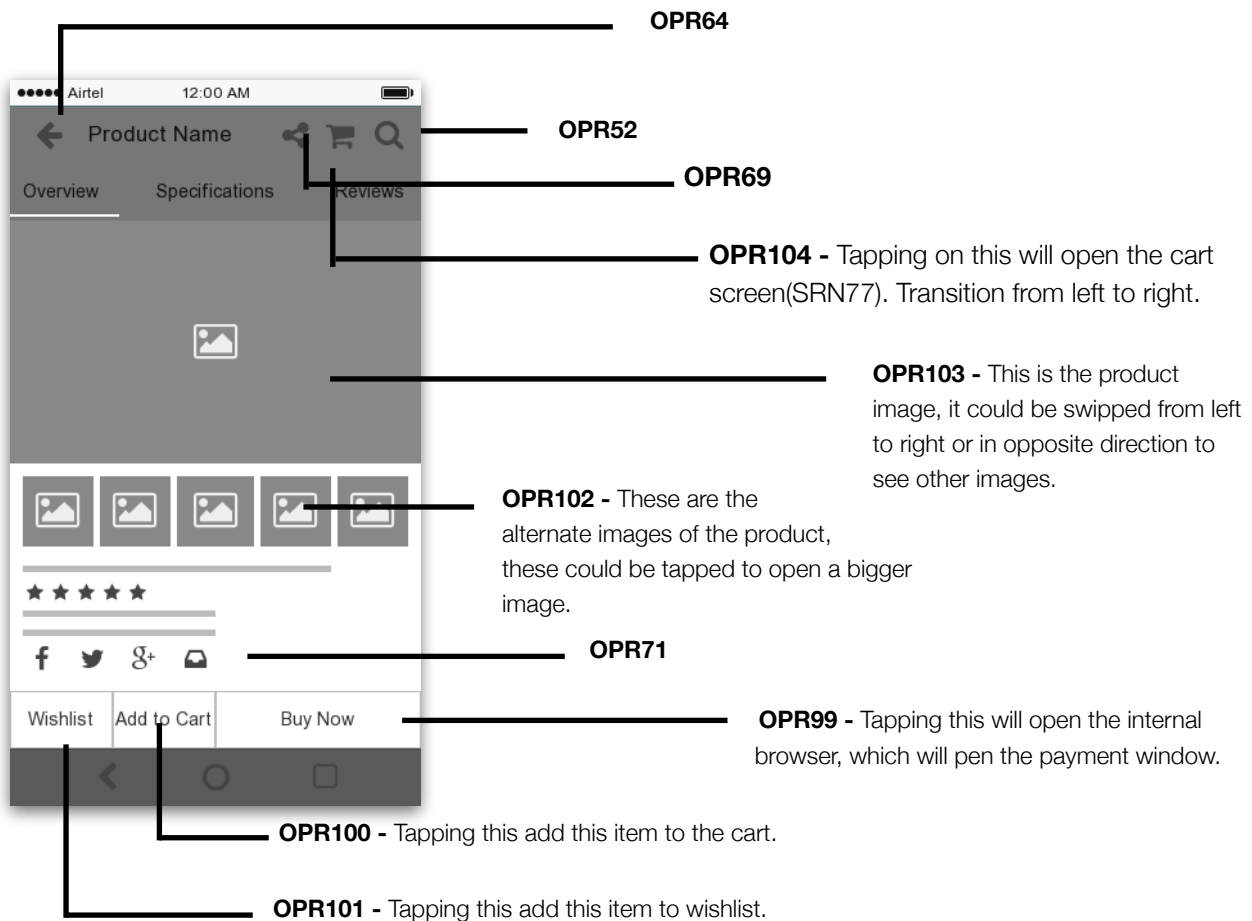 OPR64
Airtel 12:00 AM
Product Name
OPR52
OPR69
Overview Specifications Reviews
OPR104 - Tapping on this will open the cart
screen(SRN77). Transition from left to right.
OPR103 - This is the product
image, it could be swipped from left
to right or in opposite direction to
see other images.
OPR102 - These are the
alternate images of the product,
these could be tapped to open a bigger
image.
OPR71
f g+
Wishlist Add to Cart Buy Now
OPR99 - Tapping this will open the internal
browser, which will pen the payment window.
OPR100 - Tapping this add this item to the cart.
OPR101 - Tapping this add this item to wishlist.